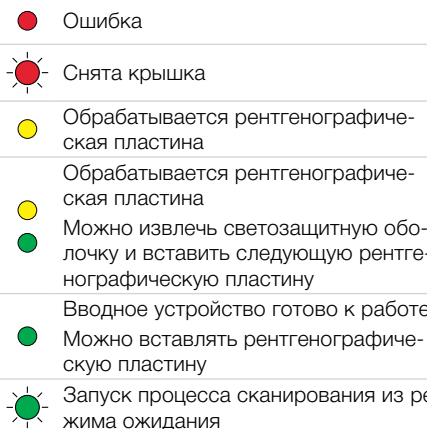 Ошибка
Снята крышка
Обрабатывается рентгенографиче-
ская пластина
Обрабатывается рентгенографиче-
ская пластина
Можно извлечь светозащитную обо-
лочку и вставить следующую рентге-
нографическую пластину
Вводное устройство готово к работе
Можно вставлять рентгенографиче-
скую пластину
Запуск процесса сканирования из ре
жима ожидания